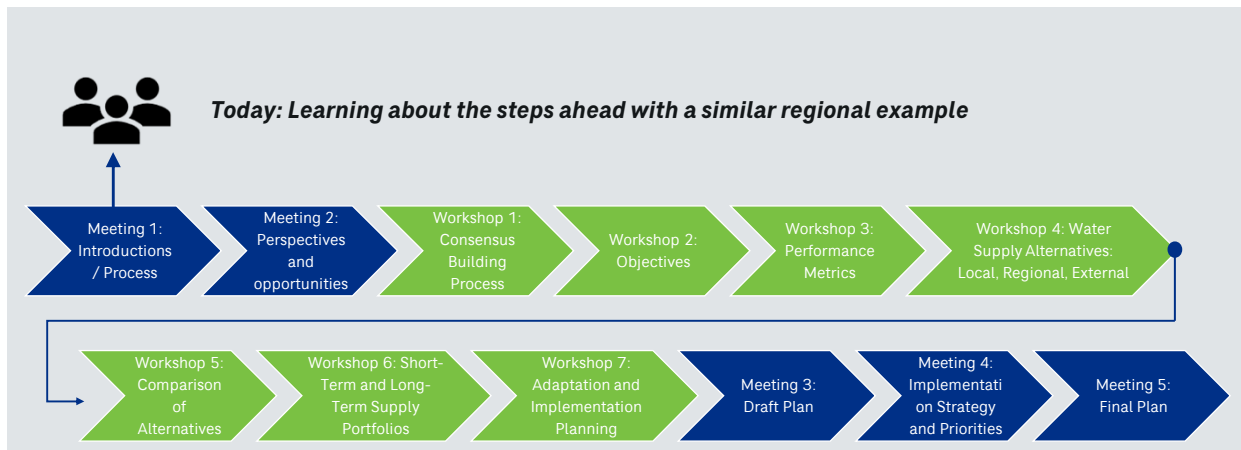 Today: Learning about the steps ahead with a similar regional example
Meeting 1:
Introductions
/ Process
Meeting 2:
Perspectives
and
opportunities
Workshop 1:
Consensus
Building
Process
Workshop 2:
Objectives
Workshop 3:
Performance
Metrics
Workshop 4: Water
Supply Alternatives:
Local, Regional, External
Workshop 5:
Comparison
of
Alternatives
Workshop 6: Short-
Term and Long-
Term Supply
Portfolios
Workshop 7:
Adaptation and
Implementation
Planning
Meeting 3:
Draft Plan
Meeting 4:
Implementati
on Strategy
and Priorities
Meeting 5:
Final Plan